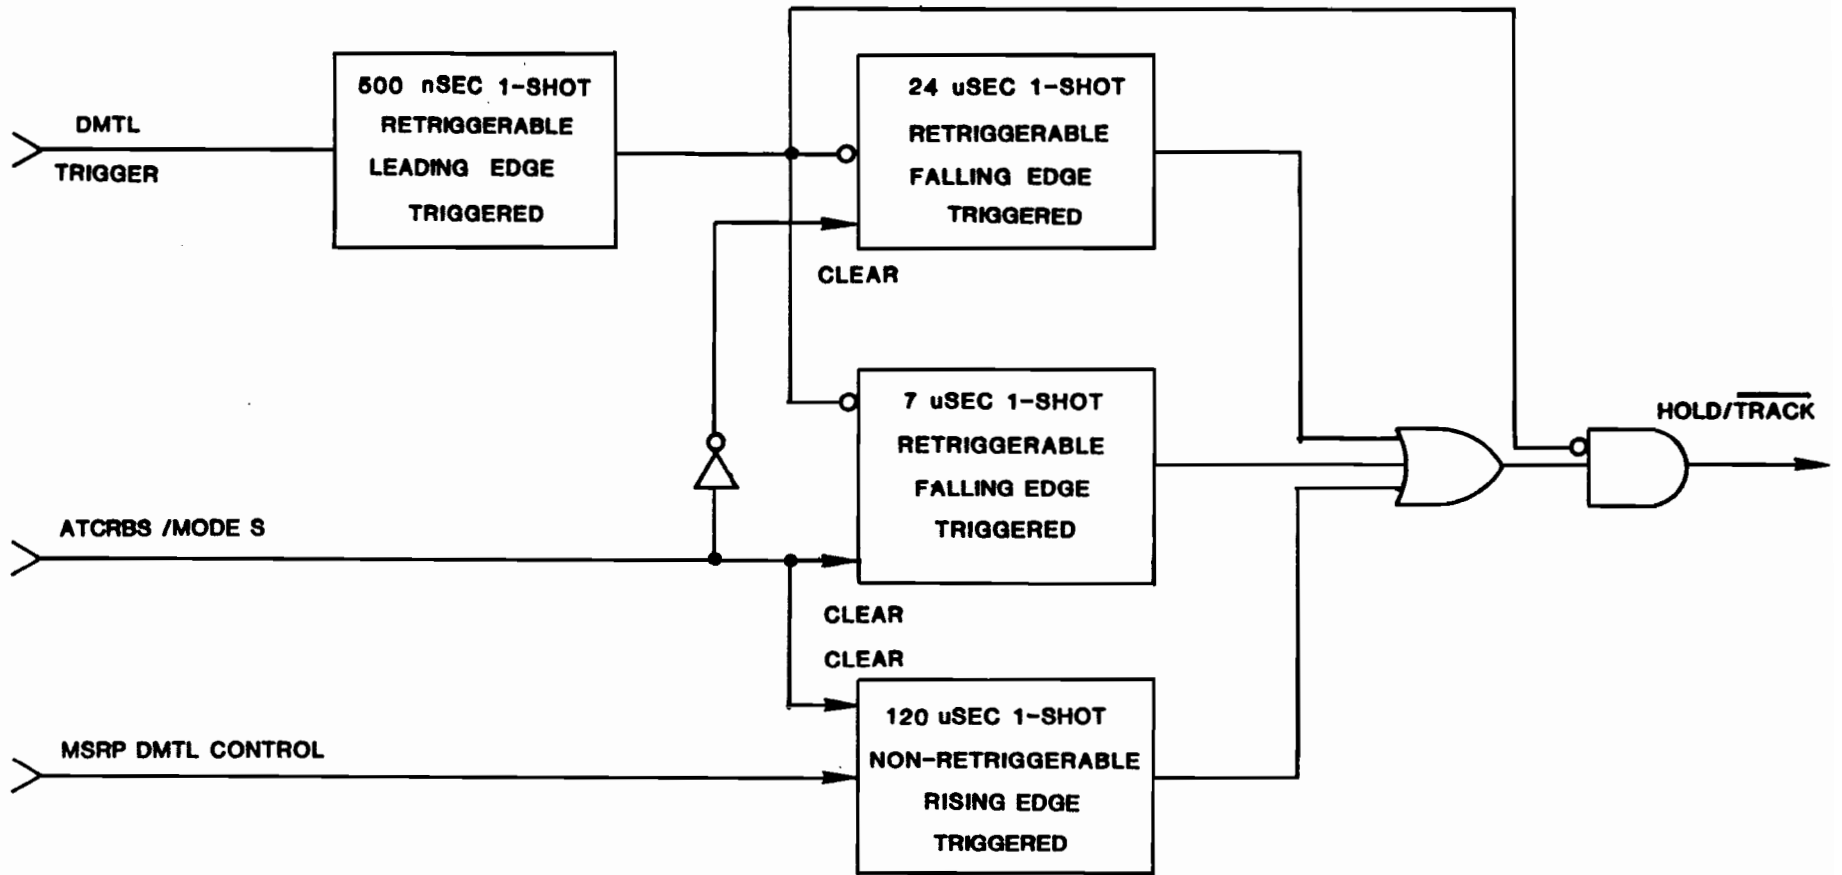 DMTL
TRIGGER
500 nSEC 1-SHOT
RETRIGGERABLE
LEADING EDGE
TRIGGERED
24 uSEC 1-SHOT
RETRIGGERABLE
FALLING EDGE
TRIGGERED
CLEAR
7 uSEC 1-SHOT
RETRIGGERABLE
FALLING EDGE
TRIGGERED
HOLD/TRACK
ATCRBS /MODE S
CLEAR
CLEAR
MSRP DMTL CONTROL
120 uSEC 1-SHOT
NON-RETRIGGERABLE
RISING EDGE
TRIGGERED